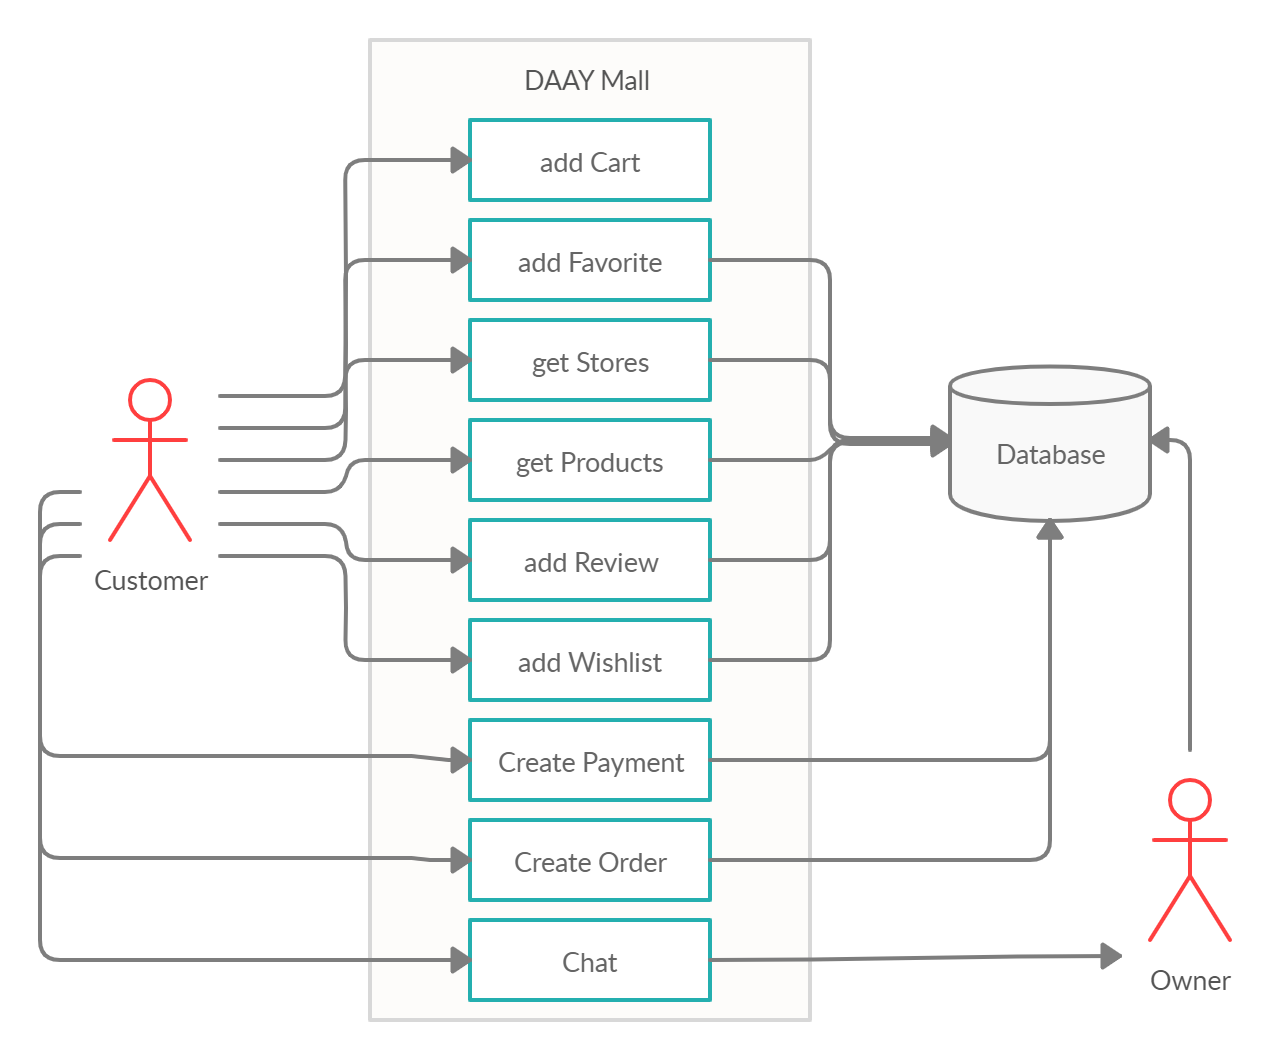 DAAY Mall
add Cart
add Favorite
get Stores
get Products
add Review
add Wishlist
Create Payment
Create Order
Chat
Customer
Database
Owner